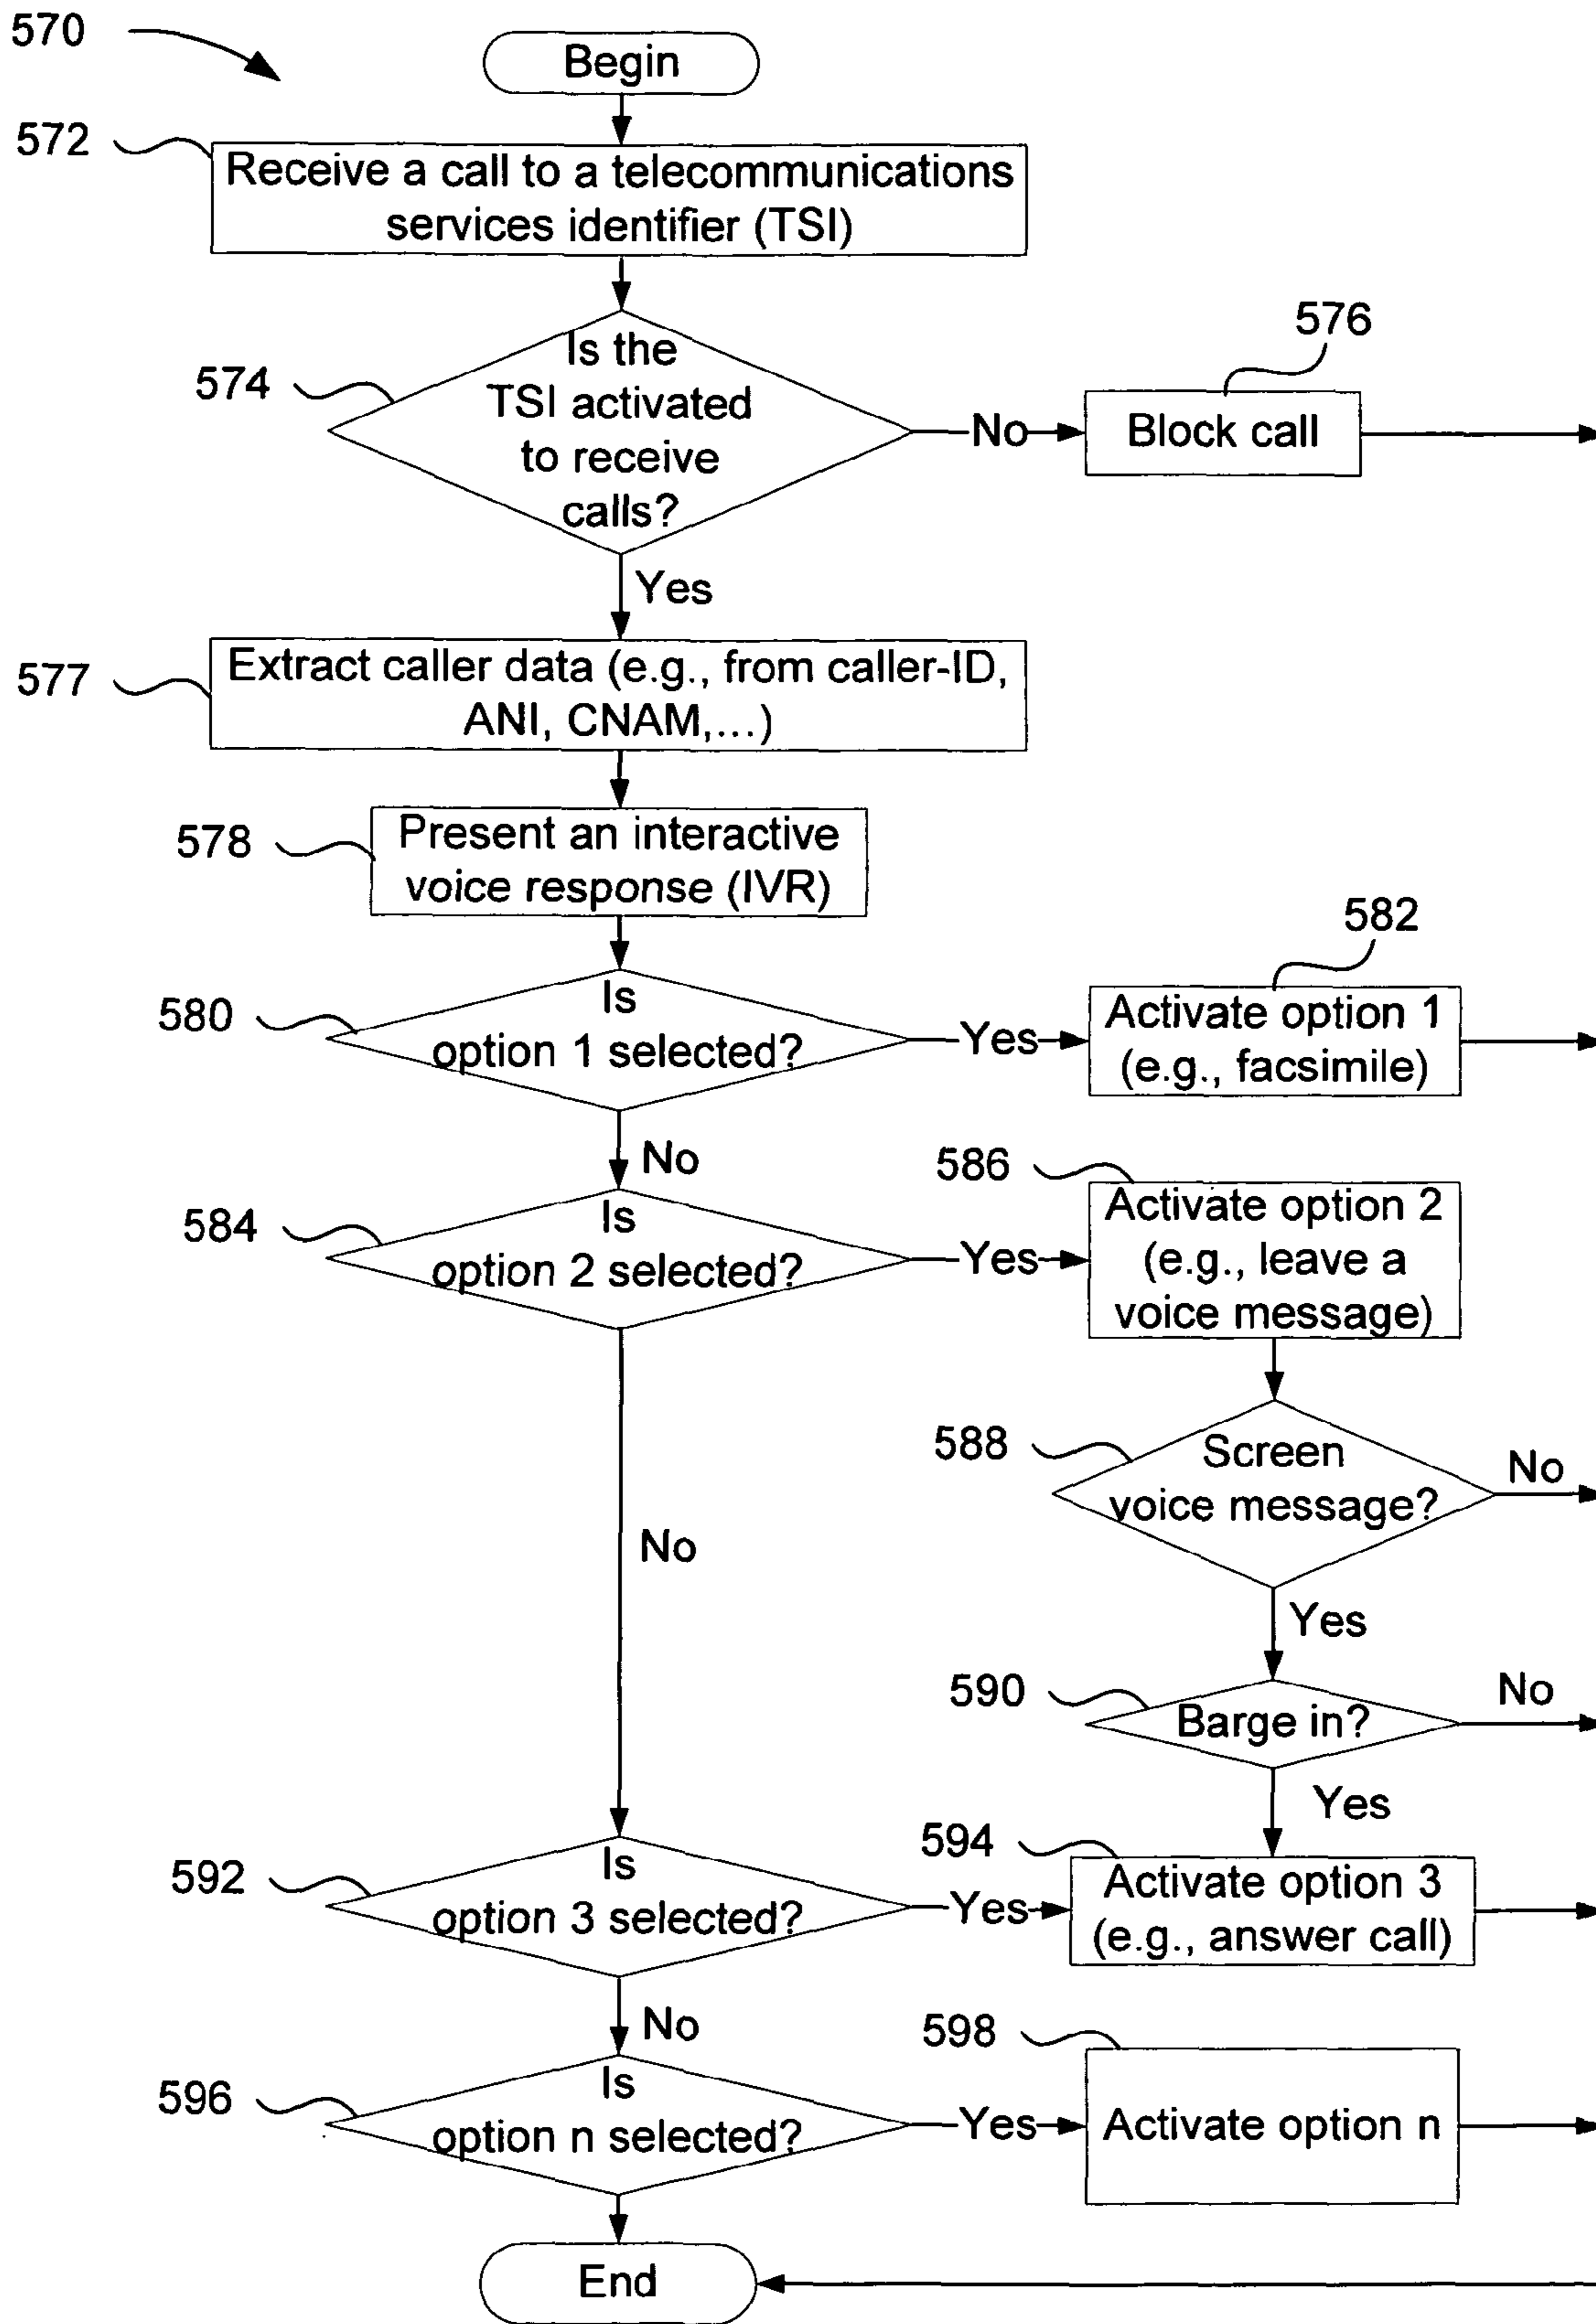 570
Begin
572
Receive a call to a telecommunications
services identifier (TSI)
574
Is the
TSI activated
to receive
calls?
No
576
Block call
Yes
577
Extract caller data (e.g., from caller-ID,
ANI, CNAM,...)
578
Present an interactive
voice response (IVR)
580
Is
option 1 selected?
Yes
582
Activate option 1
(e.g., facsimile)
No
584
Is
option 2 selected?
Yes
586
Activate option 2
(e.g., leave a
voice message)
588
Screen
voice message?
No
No
Yes
590
Barge in?
No
Yes
592
Is
option 3 selected?
Yes
594
Activate option 3
(e.g., answer call)
No
596
Is
option n selected?
Yes
598
Activate option n
End